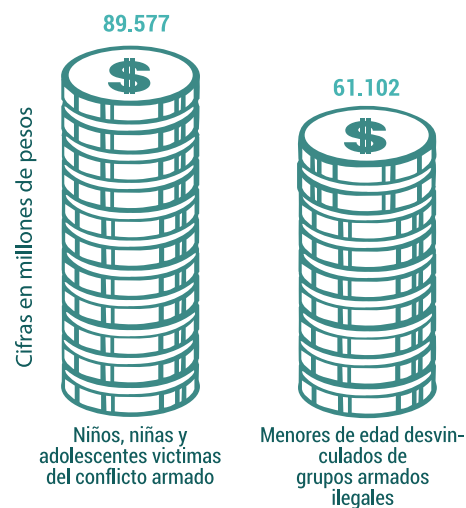 89.577
61.102
Cifras en millones de pesos
$
$
Niños, niñas y
adolescentes victimas
del conflicto armado
Menores de edad desvin-
culados de
grupos armados
ilegales